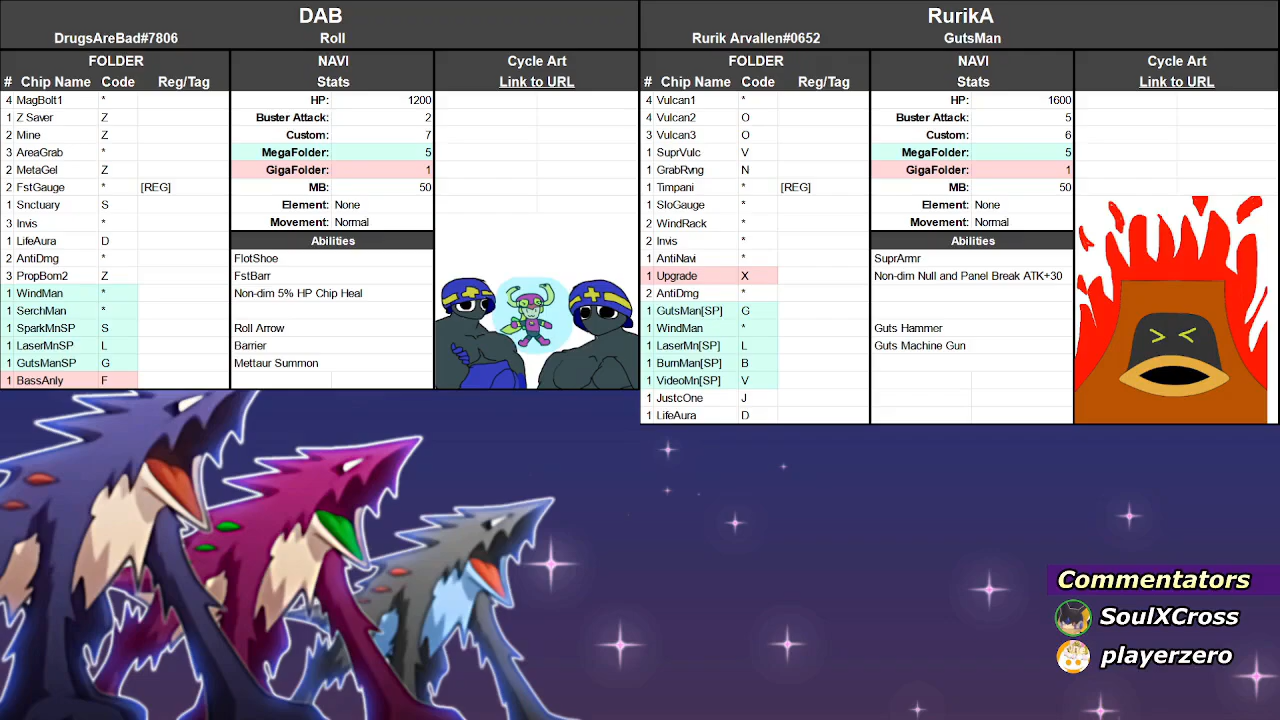 DAB
DrugsAreBad#7806 Roll
FOLDER NAVI Cycle Art
# Chip Name Code Reg/Tag Stats Link to URL
4 MagBolt1 * HP: 1200
1 Z Saver Z Buster Attack: 2
2 Mine Z Custom: 7
3 AreaGrab * MegaFolder: 5
2 MetaGel Z GigaFolder: 1
2 FstGauge * [REG] MB: 50
1 Snctuary S Element: None
3 Invis * Movement: Normal
1 LifeAura D Abilities
2 AntiDmg * FlotShoe
3 PropBom2 Z FstBarr
1 WindMan * Non-dim 5% HP Chip Heal
1 SerchMan *
1 SparkMnSP S Roll Arrow
1 LaserMnSP L Barrier
1 GutsManSP G Mettaur Summon
1 BassAnly F
RurikA
Rurik Arvallen#0652 GutsMan
FOLDER NAVI Cycle Art
# Chip Name Code Reg/Tag Stats Link to URL
4 Vulcan1 * HP: 1600
4 Vulcan2 O Buster Attack: 5
3 Vulcan3 O Custom: 6
1 SuprVulc V MegaFolder: 5
1 GrabRvng N GigaFolder: 1
1 Timpani * [REG] MB: 50
1 SloGauge * Element: None
2 WindRack * Movement: Normal
2 Invis * Abilities
1 AntiNavi * SuprArmr
1 Upgrade X Non-dim Null and Panel Break ATK+30
2 AntiDmg *
1 GutsMan[SP] G
1 WindMan * Guts Hammer
1 LaserMn[SP] L Guts Machine Gun
1 BurnMan[SP] B
1 VideoMn[SP] V
1 JustcOne J
1 LifeAura D
Commentators
SoulXCross
playerzero